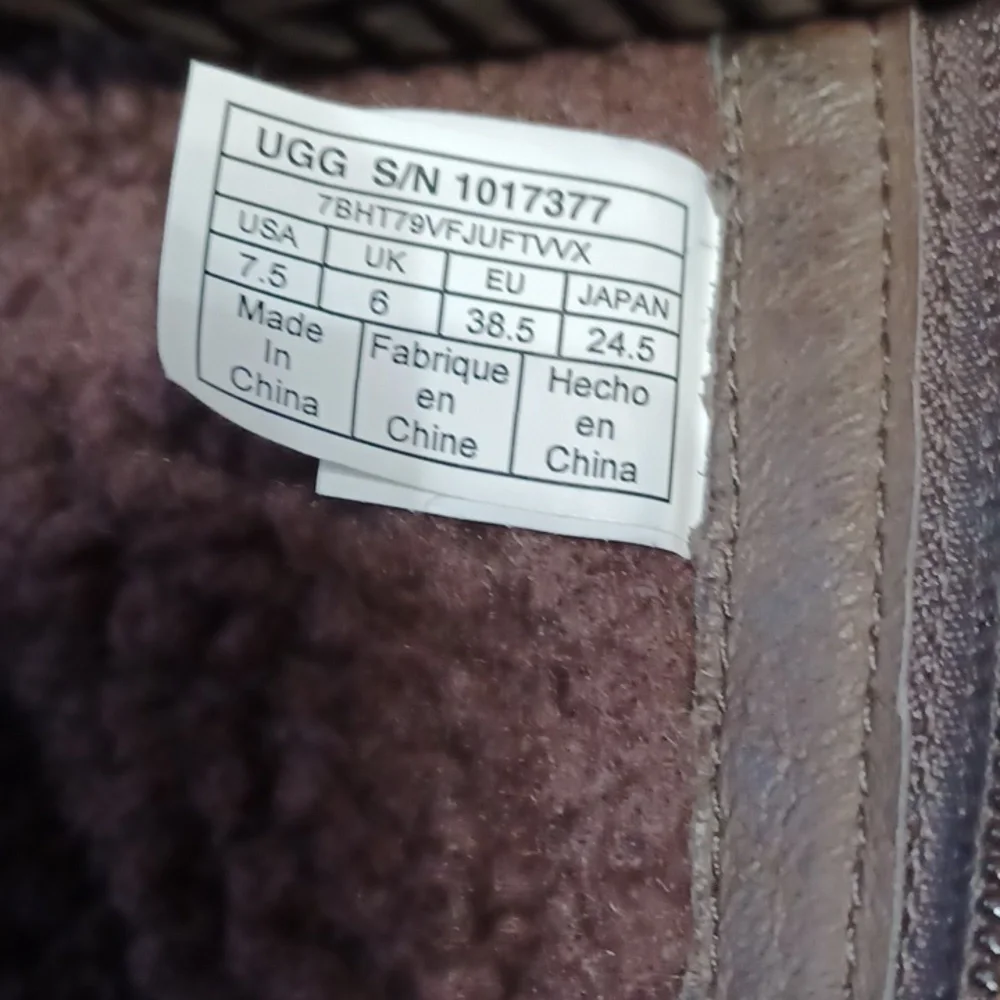 UGG S/N 1017377
7BHT79VFJUFTVVX
USA UK EU JAPAN
7.5 6 38.5 24.5
Made Fabrique Hecho
In en en
China Chine China